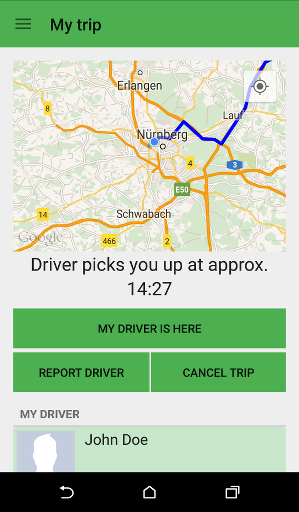 My trip
Erlangen
8
Lauf
Nürnberg
4
3
E50
14
Schwabach
466
2
Google
Driver picks you up at approx.
14:27
MY DRIVER IS HERE
REPORT DRIVER
CANCEL TRIP
MY DRIVER
John Doe